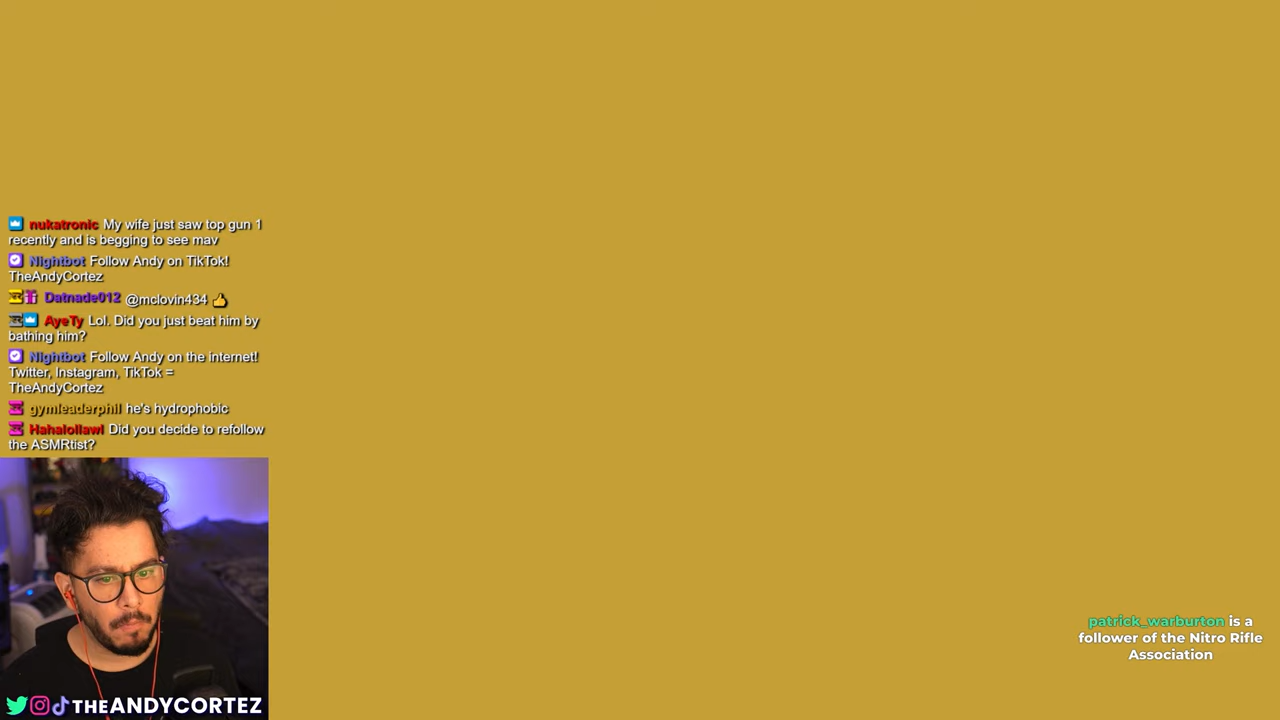 nukatronic My wife just saw top gun 1
recently and is begging to see mav
Nightbot Follow Andy on TikTok!
TheAndyCortez
Datnade012 @mclovin434 👍
AyeTy Lol. Did you just beat him by
bathing him?
Nightbot Follow Andy on the internet!
Twitter, Instagram, TikTok =
TheAndyCortez
gymleaderphil he's hydrophobic
Hahalollawl Did you decide to refollow
the ASMRtist?
THEANDYCORTEZ
patrick_warburton is a
follower of the Nitro Rifle
Association